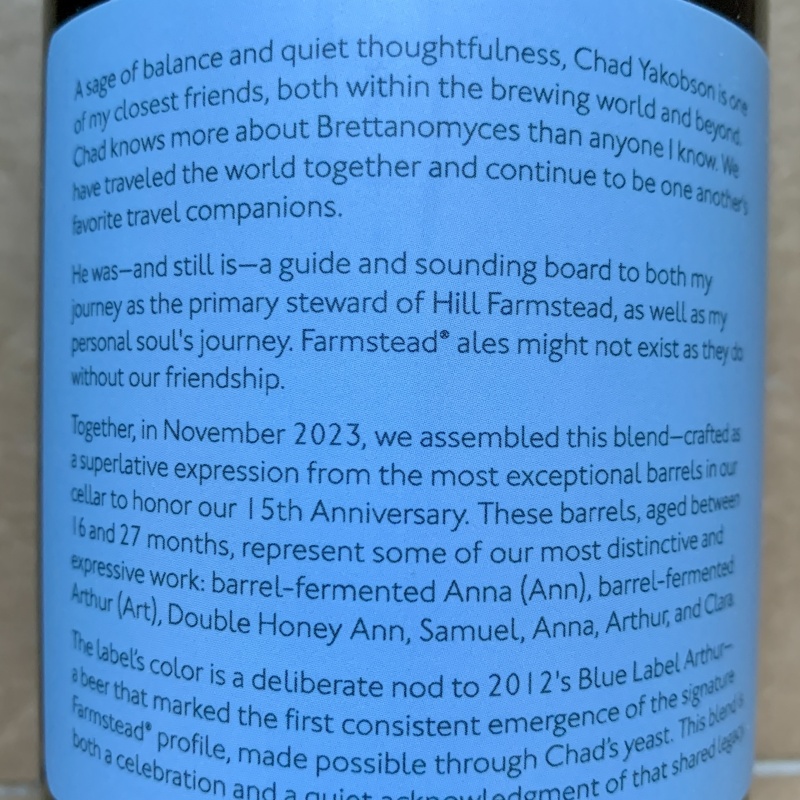 A sage of balance and quiet thoughtfulness, Chad Yakobson is one
of my closest friends, both within the brewing world and beyond.
Chad knows more about Brettanomyces than anyone I know. We
have traveled the world together and continue to be one another's
favorite travel companions.
He was—and still is—a guide and sounding board to both my
journey as the primary steward of Hill Farmstead, as well as my
personal soul's journey. Farmstead® ales might not exist as they do
without our friendship.
Together, in November 2023, we assembled this blend—crafted as
a superlative expression from the most exceptional barrels in our
cellar to honor our 15th Anniversary. These barrels, aged between
16 and 27 months, represent some of our most distinctive and
expressive work: barrel-fermented Anna (Ann), barrel-fermented
Arthur (Art), Double Honey Ann, Samuel, Anna, Arthur, and Clara.
The label's color is a deliberate nod to 2012's Blue Label Arthur—
a beer that marked the first consistent emergence of the signature
Farmstead® profile, made possible through Chad's yeast. This blend is
both a celebration and a quiet acknowledgment of that shared legacy